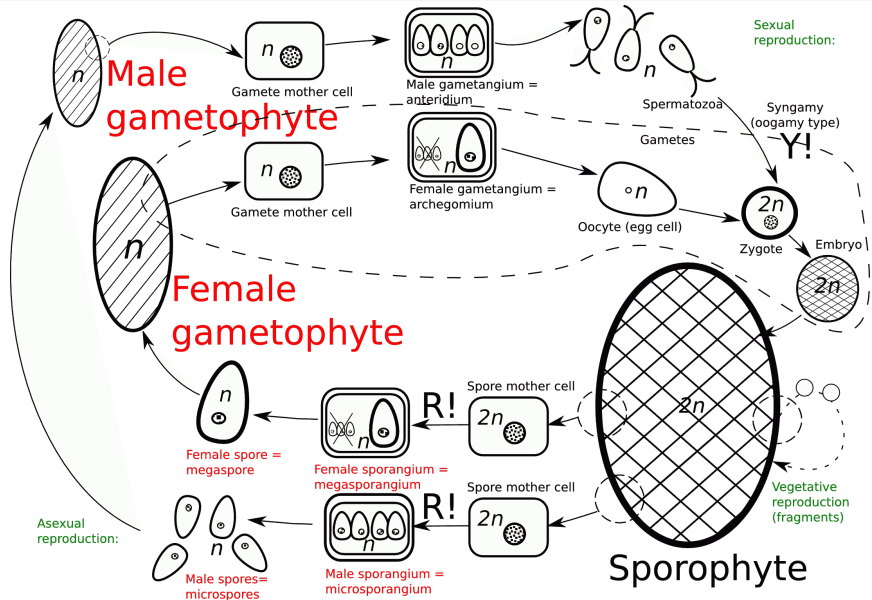 Sexual
reproduction:
n
Male
gametophyte
n
Gamete mother cell
n
Male gametangium =
anteridium
n
Spermatozoa
Syngamy
(oogamy type)
Y!
Gametes
n
Gamete mother cell
n
Female gametangium =
archegomium
n
Oocyte (egg cell)
2n
Zygote
Embryo
2n
n
Female
gametophyte
n
Female spore =
megaspore
n
Female sporangium =
megasporangium
R!
Spore mother cell
2n
2n
Vegetative
reproduction
(fragments)
Asexual
reproduction:
n
Male spores=
microspores
n
Male sporangium =
microsporangium
R!
Spore mother cell
2n
Sporophyte